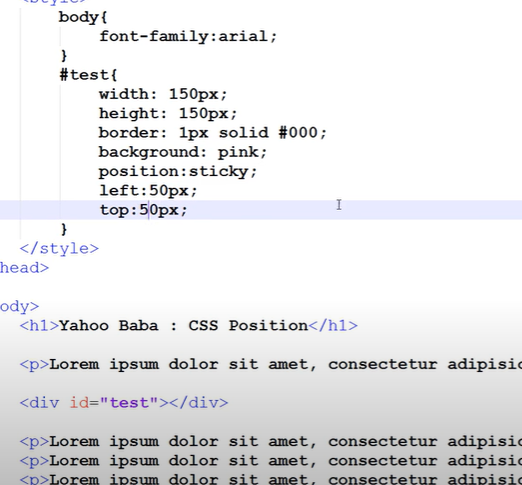 <style>
body{
font-family:arial;
}
#test{
width: 150px;
height: 150px;
border: 1px solid #000;
background: pink;
position:sticky;
left:50px;
top:50px;
}
</style>
head>
ody>
<h1>Yahoo Baba : CSS Position</h1>
<p>Lorem ipsum dolor sit amet, consectetur adipisic
<div id="test"></div>
<p>Lorem ipsum dolor sit amet, consectetur adipisic
<p>Lorem ipsum dolor sit amet, consectetur adipisic
<p>Lorem ipsum dolor sit amet, consectetur adipisic